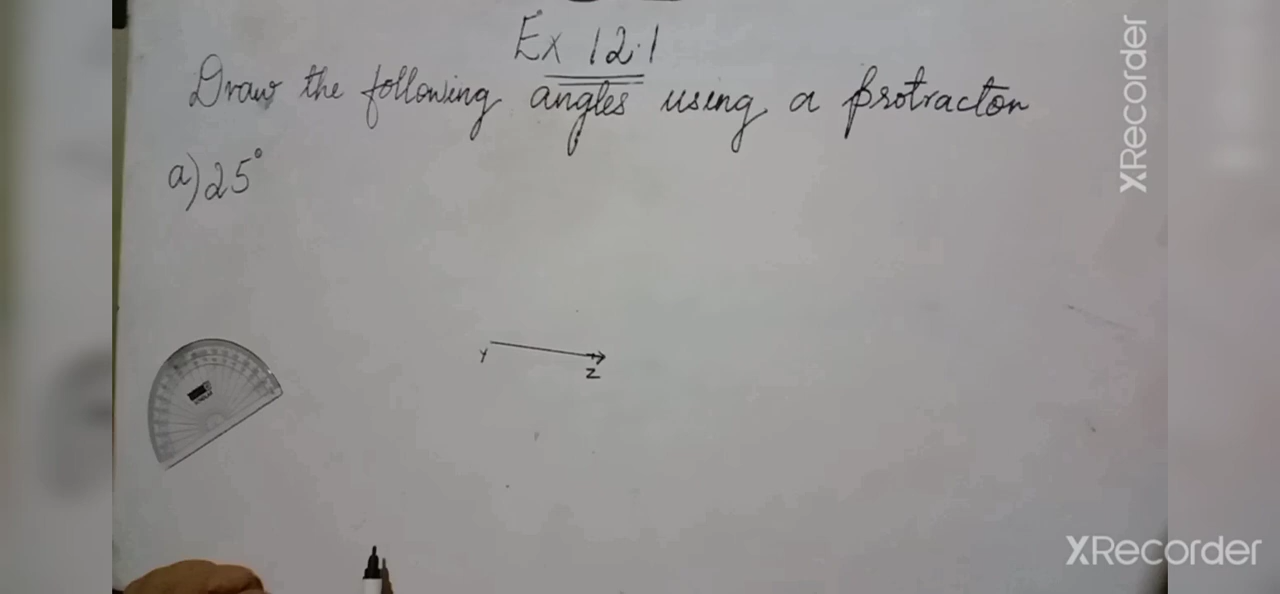 Ex 12.1
Draw the following angles using a protractor
a) 25°
Y
Z
XRecorder
XRecorder